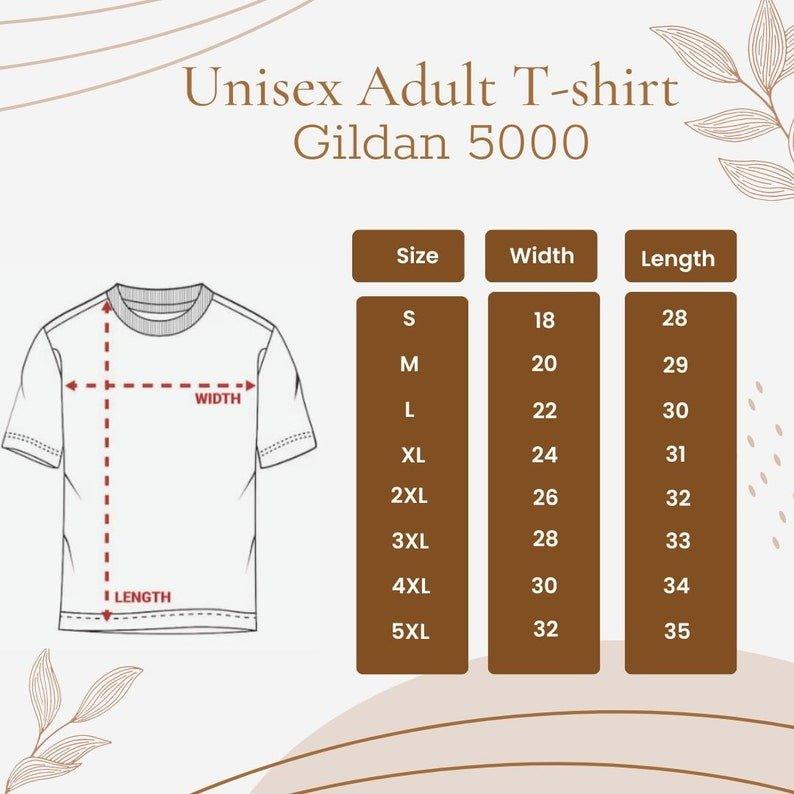 Unisex Adult T-shirt
Gildan 5000
Size Width Length
S 18 28
M 20 29
L 22 30
XL 24 31
2XL 26 32
3XL 28 33
4XL 30 34
5XL 32 35
WIDTH
LENGTH